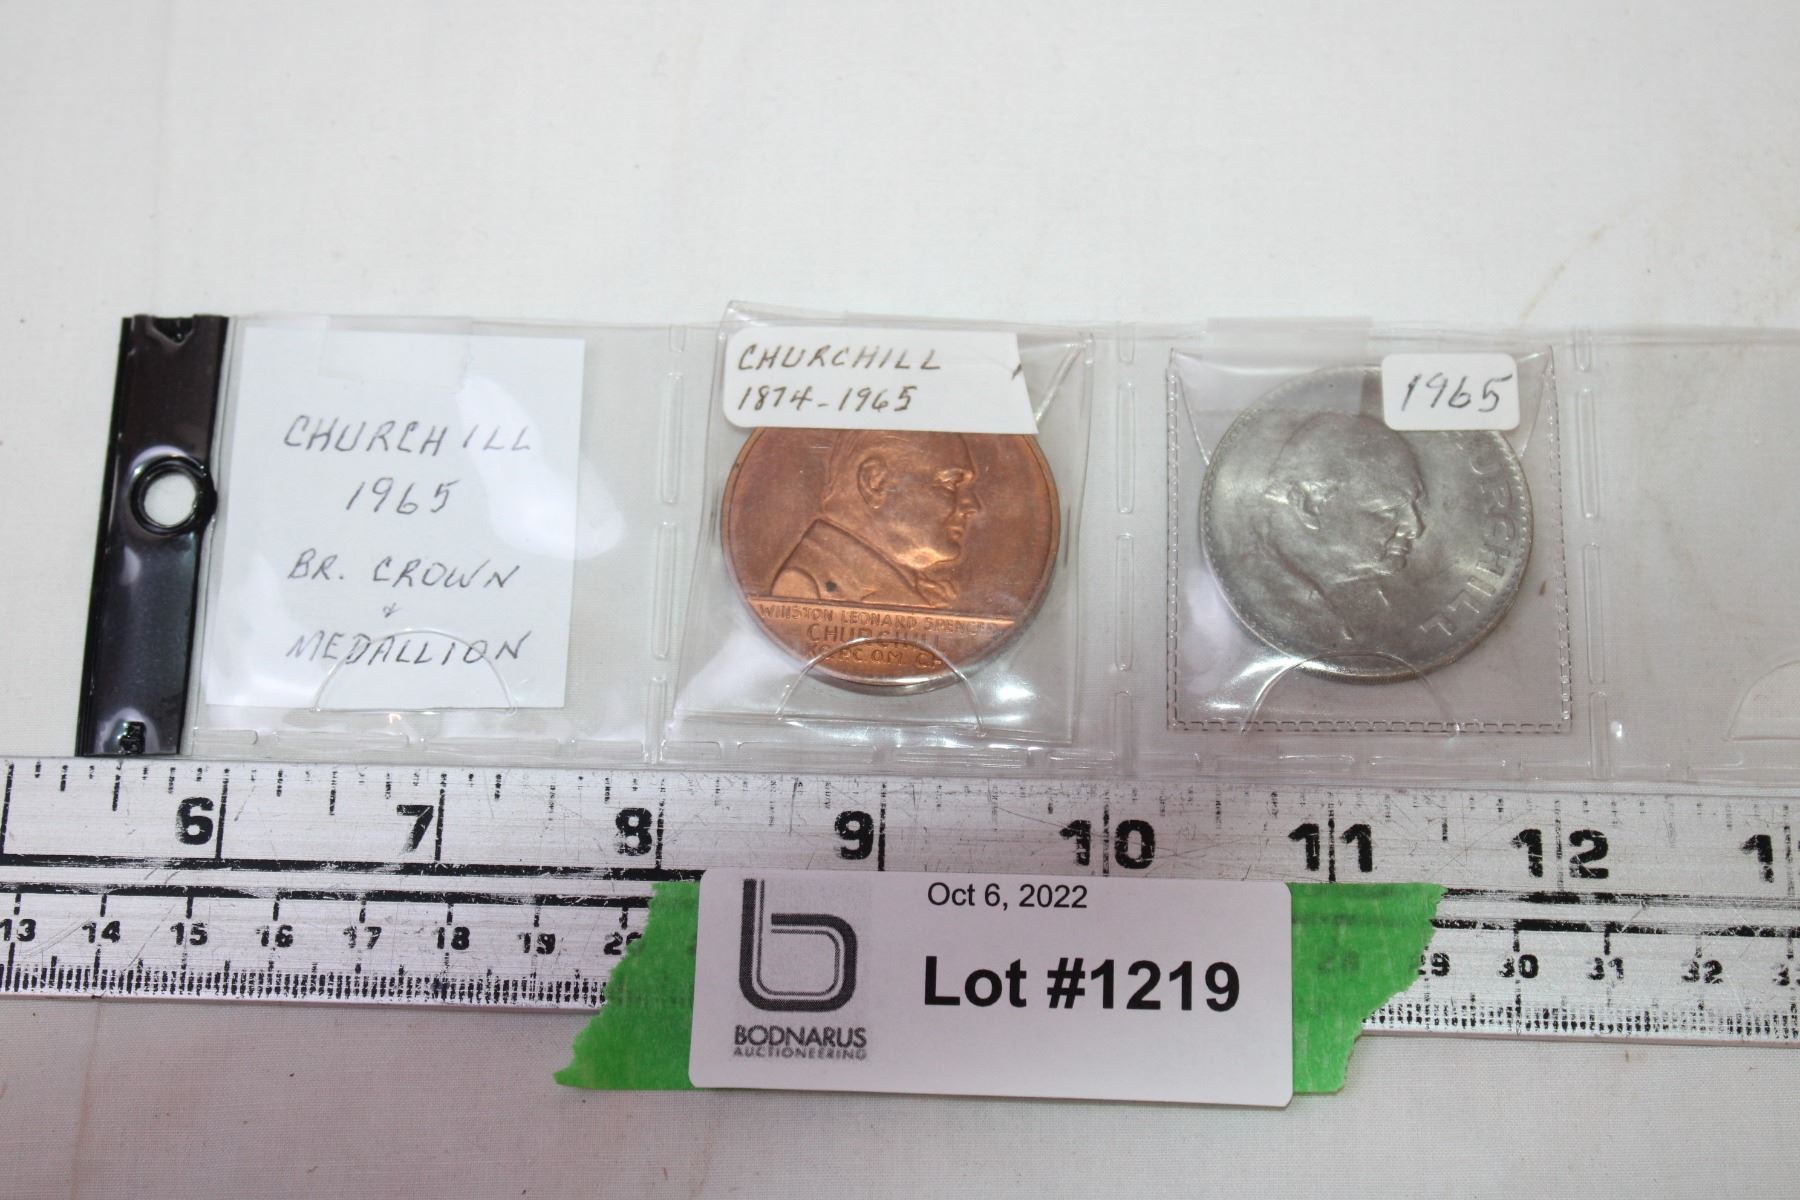 CHURCHILL
1965
BR. CROWN
&
MEDALLION
CHURCHILL
1874-1965
WINSTON LEONARD SPENCER
CHURCHILL
1965
CHURCHILL
6 7 8 9 10 11 12
13 14 15 16 17 18 19 29 30 31 32
Oct 6, 2022
Lot #1219
BODNARUS
AUCTIONEERING